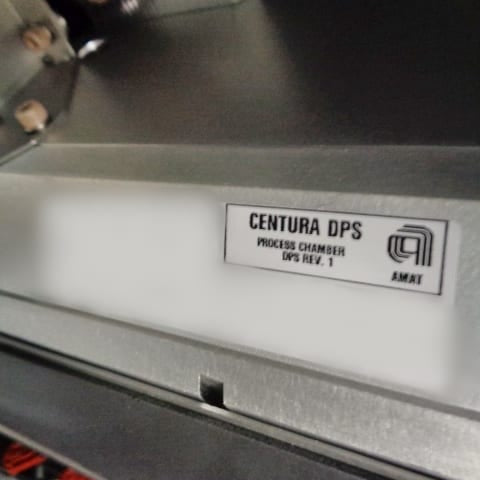 CENTURA DPS
PROCESS CHAMBER
DPS REV. 1
AMAT